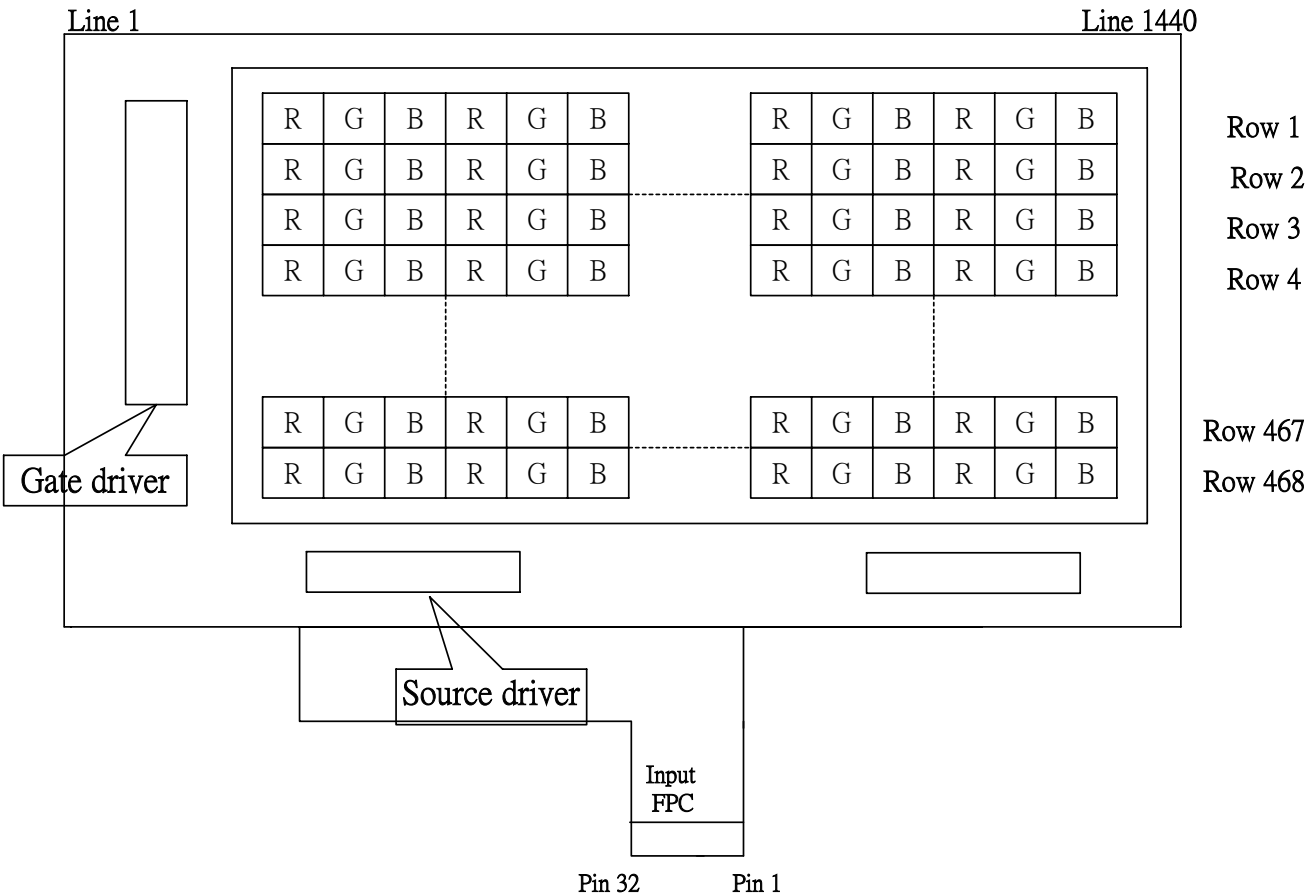 Line 1 Line 1440
R G B R G B R G B R G B Row 1
R G B R G B R G B R G B Row 2
R G B R G B R G B R G B Row 3
R G B R G B R G B R G B Row 4
R G B R G B R G B R G B Row 467
R G B R G B R G B R G B Row 468
Gate driver
Source driver
Input
FPC
Pin 32 Pin 1